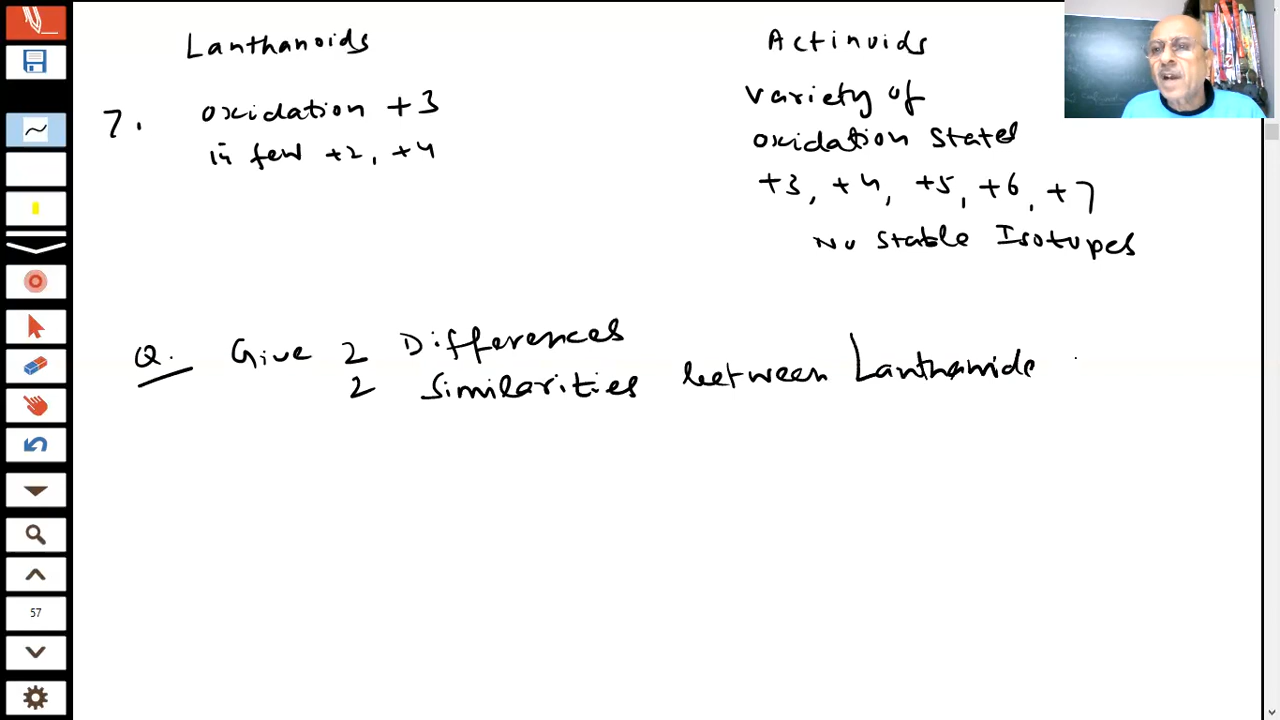 Lanthanoids Actinoids
7. oxidation +3
in few +2, +4
variety of
oxidation states
+3, +4, +5, +6, +7
No stable Isotopes
Q. Give 2 Differences
2 Similarities between Lanthanide
57